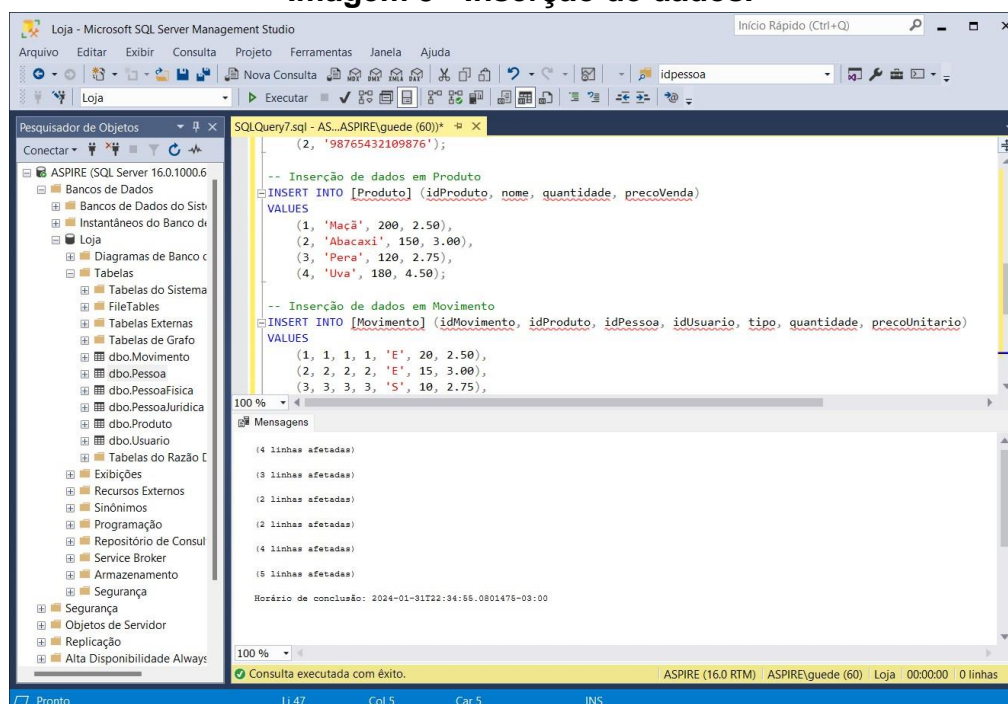 Loja - Microsoft SQL Server Management Studio
Início Rápido (Ctrl+Q)
Arquivo Editar Exibir Consulta Projeto Ferramentas Janela Ajuda
Nova Consulta
idpessoa
Loja
Executar
Pesquisador de Objetos
SQLQuery7.sql - AS...ASPIRE\guede (60))*
Conectar
ASPIRE (SQL Server 16.0.1000.6
Bancos de Dados
Bancos de Dados do Sist
Instantâneos do Banco de
Loja
Diagramas de Banco
Tabelas
Tabelas do Sistema
FileTables
Tabelas Externas
Tabelas de Grafo
dbo.Movimento
dbo.Pessoa
dbo.PessoaFisica
dbo.PessoaJuridica
dbo.Produto
dbo.Usuario
Tabelas do Razão
Exibições
Recursos Externos
Sinônimos
Programação
Repositório de Consul
Service Broker
Armazenamento
Segurança
Segurança
Objetos de Servidor
Replicação
Alta Disponibilidade Always
(2, '98765432109876');
-- Inserção de dados em Produto
INSERT INTO [Produto] (idProduto, nome, quantidade, precoVenda)
VALUES
(1, 'Maçã', 200, 2.50),
(2, 'Abacaxi', 150, 3.00),
(3, 'Pera', 120, 2.75),
(4, 'Uva', 180, 4.50);
-- Inserção de dados em Movimento
INSERT INTO [Movimento] (idMovimento, idProduto, idPessoa, idUsuario, tipo, quantidade, precoUnitario)
VALUES
(1, 1, 1, 1, 'E', 20, 2.50),
(2, 2, 2, 2, 'E', 15, 3.00),
(3, 3, 3, 3, 'S', 10, 2.75),
100 %
Mensagens
(4 linhas afetadas)
(3 linhas afetadas)
(2 linhas afetadas)
(2 linhas afetadas)
(4 linhas afetadas)
(5 linhas afetadas)
Horário de conclusão: 2024-01-31T22:34:55.0801475-03:00
100 %
Consulta executada com êxito.
ASPIRE (16.0 RTM) ASPIRE\guede (60) Loja 00:00:00 0 linhas
Pronto Li 47 Col 5 Car 5 INS